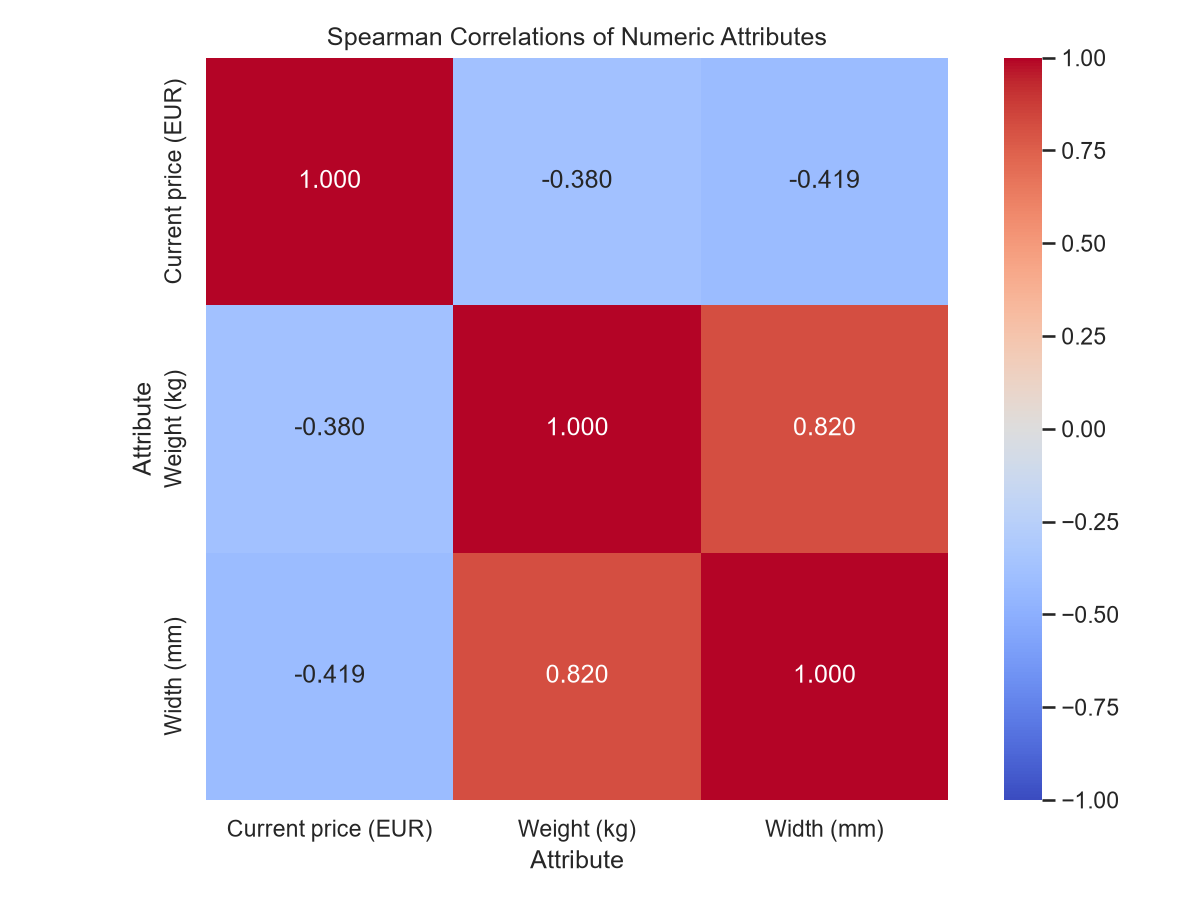 Spearman Correlations of Numeric Attributes
Current price (EUR)
Weight (kg)
Width (mm)
Attribute
1.000
-0.380
-0.419
-0.380
1.000
0.820
-0.419
0.820
1.000
Current price (EUR)
Weight (kg)
Width (mm)
Attribute
1.00
0.75
0.50
0.25
0.00
−0.25
−0.50
−0.75
−1.00